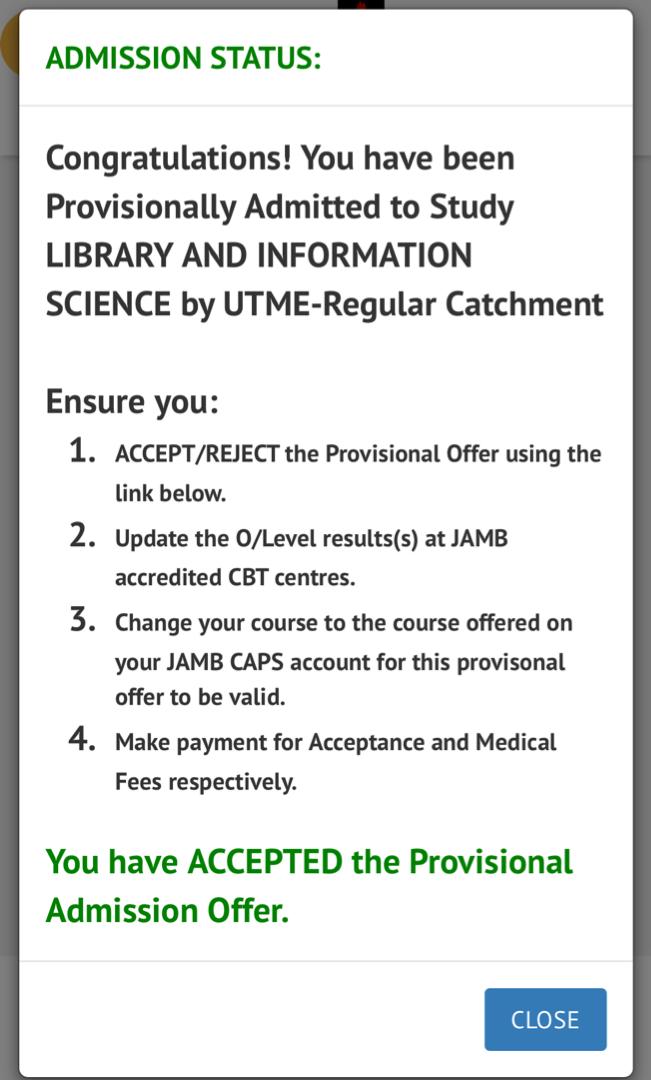 ADMISSION STATUS:
Congratulations! You have been
Provisionally Admitted to Study
LIBRARY AND INFORMATION
SCIENCE by UTME-Regular Catchment
Ensure you:
1. ACCEPT/REJECT the Provisional Offer using the
link below.
2. Update the O/Level results(s) at JAMB
accredited CBT centres.
3. Change your course to the course offered on
your JAMB CAPS account for this provisonal
offer to be valid.
4. Make payment for Acceptance and Medical
Fees respectively.
You have ACCEPTED the Provisional
Admission Offer.
CLOSE